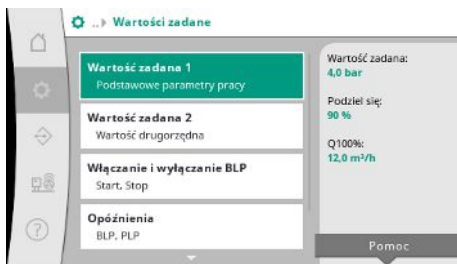 ..▸ Wartości zadane
Wartość zadana 1
Podstawowe parametry pracy
Wartość zadana 2
Wartość drugorzędna
Włączanie i wyłączanie BLP
Start, Stop
Opóźnienia
BLP, PLP
Wartość zadana:
4,0 bar
Podziel się:
90 %
Q100%:
12,0 m³/h
Pomoc